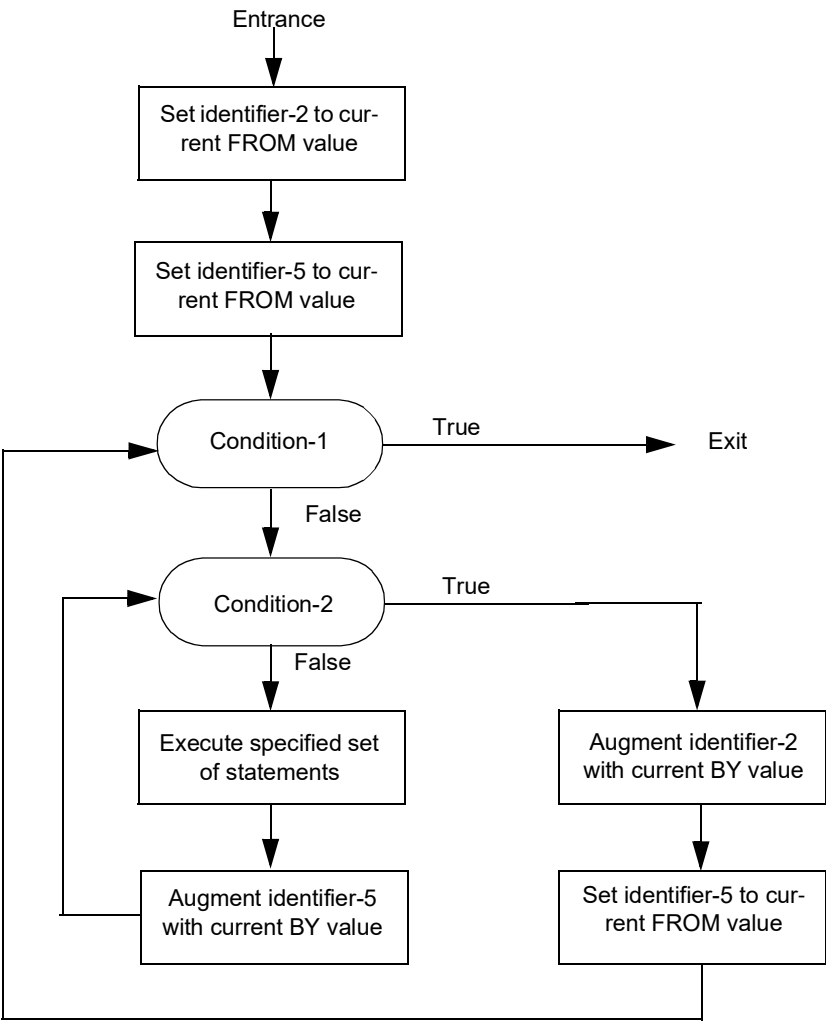 Entrance
Set identifier-2 to cur-
rent FROM value
Set identifier-5 to cur-
rent FROM value
Condition-1
True
Exit
False
Condition-2
True
False
Execute specified set
of statements
Augment identifier-2
with current BY value
Augment identifier-5
with current BY value
Set identifier-5 to cur-
rent FROM value